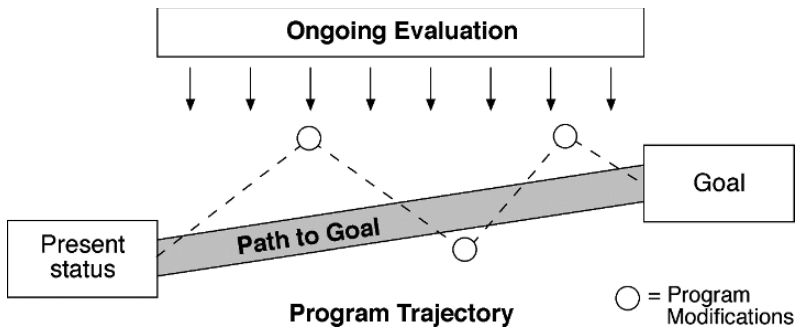 Ongoing Evaluation
Goal
Present
status
Path to Goal
Program Trajectory
= Program
Modifications